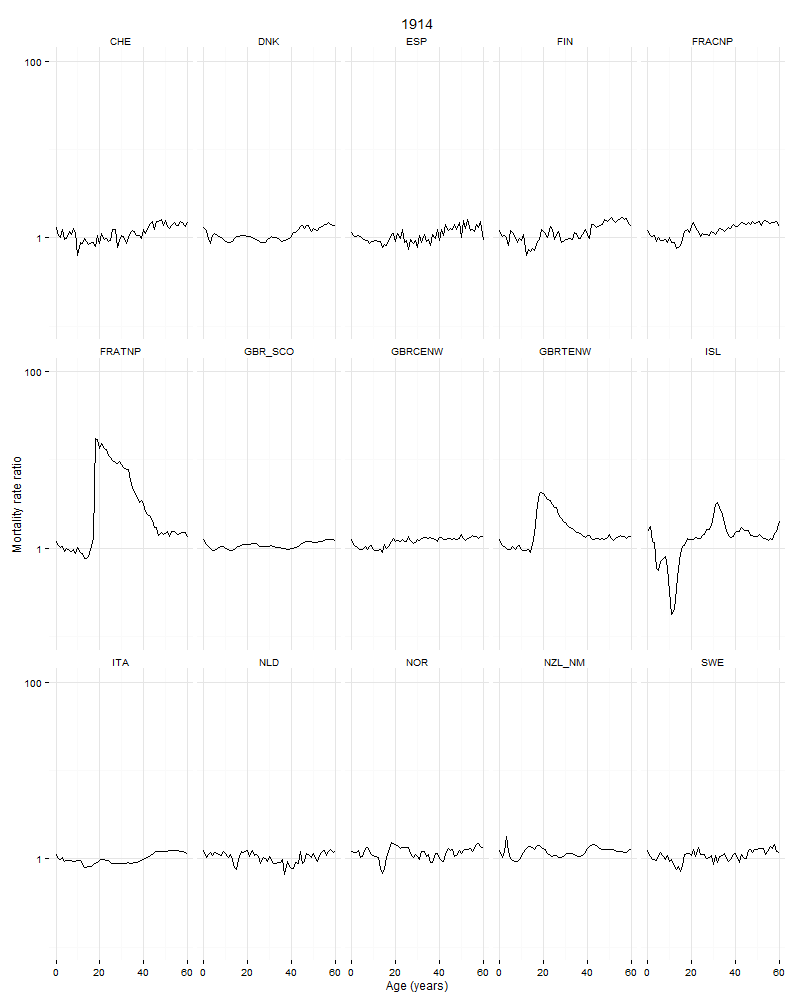 1914
CHE DNK ESP FIN FRACNP
100
1
FRATNP GBR_SCO GBRCENW GBRTENW ISL
100
1
Mortality rate ratio
ITA NLD NOR NZL_NM SWE
100
1
0 20 40 60 0 20 40 60 0 20 40 60 0 20 40 60 0 20 40 60
Age (years)